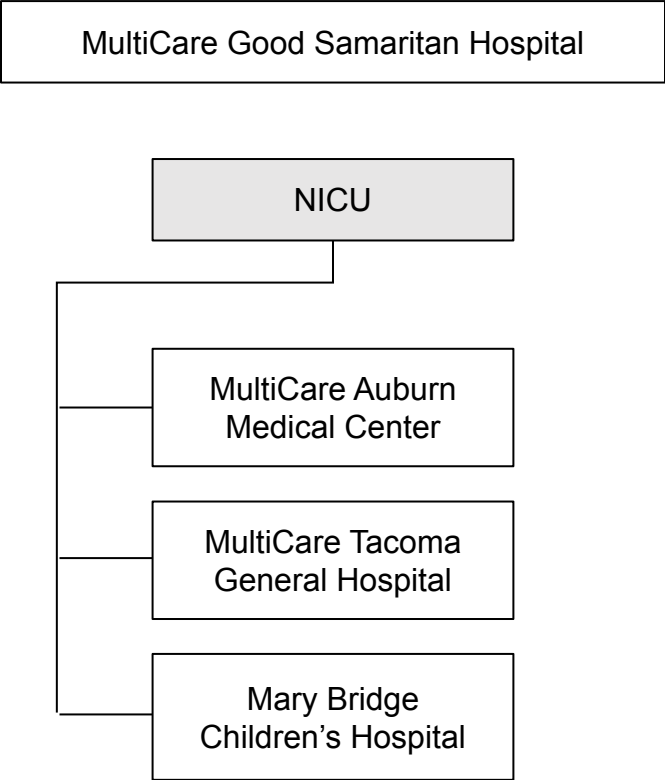 MultiCare Good Samaritan Hospital
NICU
MultiCare Auburn
Medical Center
MultiCare Tacoma
General Hospital
Mary Bridge
Children’s Hospital